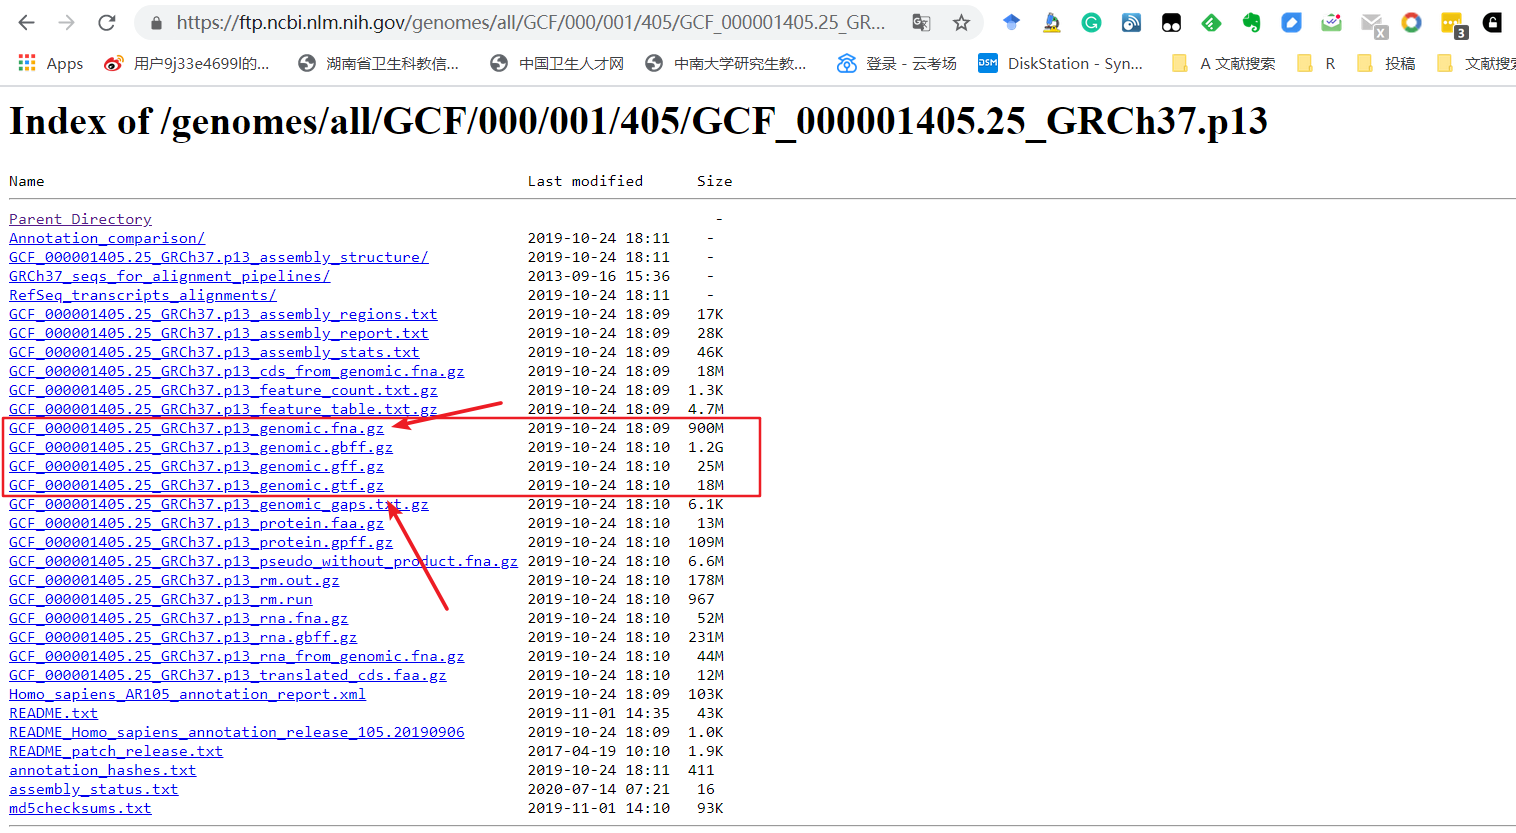 https://ftp.ncbi.nlm.nih.gov/genomes/all/GCF/000/001/405/GCF_000001405.25_GR...
X
3
Apps 用户9j33e4699l的... 湖南省卫生科教信... 中国卫生人才网 中南大学研究生教... 登录 - 云考场 DSM DiskStation - Syn... A 文献搜索 R 投稿 文献搜索
Index of /genomes/all/GCF/000/001/405/GCF_000001405.25_GRCh37.p13
Name Last modified Size
Parent Directory -
Annotation_comparison/ 2019-10-24 18:11 -
GCF_000001405.25_GRCh37.p13_assembly_structure/ 2019-10-24 18:11 -
GRCh37_seqs_for_alignment_pipelines/ 2013-09-16 15:36 -
RefSeq_transcripts_alignments/ 2019-10-24 18:11 -
GCF_000001405.25_GRCh37.p13_assembly_regions.txt 2019-10-24 18:09 17K
GCF_000001405.25_GRCh37.p13_assembly_report.txt 2019-10-24 18:09 28K
GCF_000001405.25_GRCh37.p13_assembly_stats.txt 2019-10-24 18:09 46K
GCF_000001405.25_GRCh37.p13_cds_from_genomic.fna.gz 2019-10-24 18:09 18M
GCF_000001405.25_GRCh37.p13_feature_count.txt.gz 2019-10-24 18:09 1.3K
GCF_000001405.25_GRCh37.p13_feature_table.txt.gz 2019-10-24 18:09 4.7M
GCF_000001405.25_GRCh37.p13_genomic.fna.gz 2019-10-24 18:09 900M
GCF_000001405.25_GRCh37.p13_genomic.gbff.gz 2019-10-24 18:10 1.2G
GCF_000001405.25_GRCh37.p13_genomic.gff.gz 2019-10-24 18:10 25M
GCF_000001405.25_GRCh37.p13_genomic.gtf.gz 2019-10-24 18:10 18M
GCF_000001405.25_GRCh37.p13_genomic_gaps.txt.gz 2019-10-24 18:10 6.1K
GCF_000001405.25_GRCh37.p13_protein.faa.gz 2019-10-24 18:10 13M
GCF_000001405.25_GRCh37.p13_protein.gpff.gz 2019-10-24 18:10 109M
GCF_000001405.25_GRCh37.p13_pseudo_without_product.fna.gz 2019-10-24 18:10 6.6M
GCF_000001405.25_GRCh37.p13_rm.out.gz 2019-10-24 18:10 178M
GCF_000001405.25_GRCh37.p13_rm.run 2019-10-24 18:10 967
GCF_000001405.25_GRCh37.p13_rna.fna.gz 2019-10-24 18:10 52M
GCF_000001405.25_GRCh37.p13_rna.gbff.gz 2019-10-24 18:10 231M
GCF_000001405.25_GRCh37.p13_rna_from_genomic.fna.gz 2019-10-24 18:10 44M
GCF_000001405.25_GRCh37.p13_translated_cds.faa.gz 2019-10-24 18:10 12M
Homo_sapiens_AR105_annotation_report.xml 2019-10-24 18:09 103K
README.txt 2019-11-01 14:35 43K
README_Homo_sapiens_annotation_release_105.20190906 2019-10-24 18:09 1.0K
README_patch_release.txt 2017-04-19 10:10 1.9K
annotation_hashes.txt 2019-10-24 18:11 411
assembly_status.txt 2020-07-14 07:21 16
md5checksums.txt 2019-11-01 14:10 93K